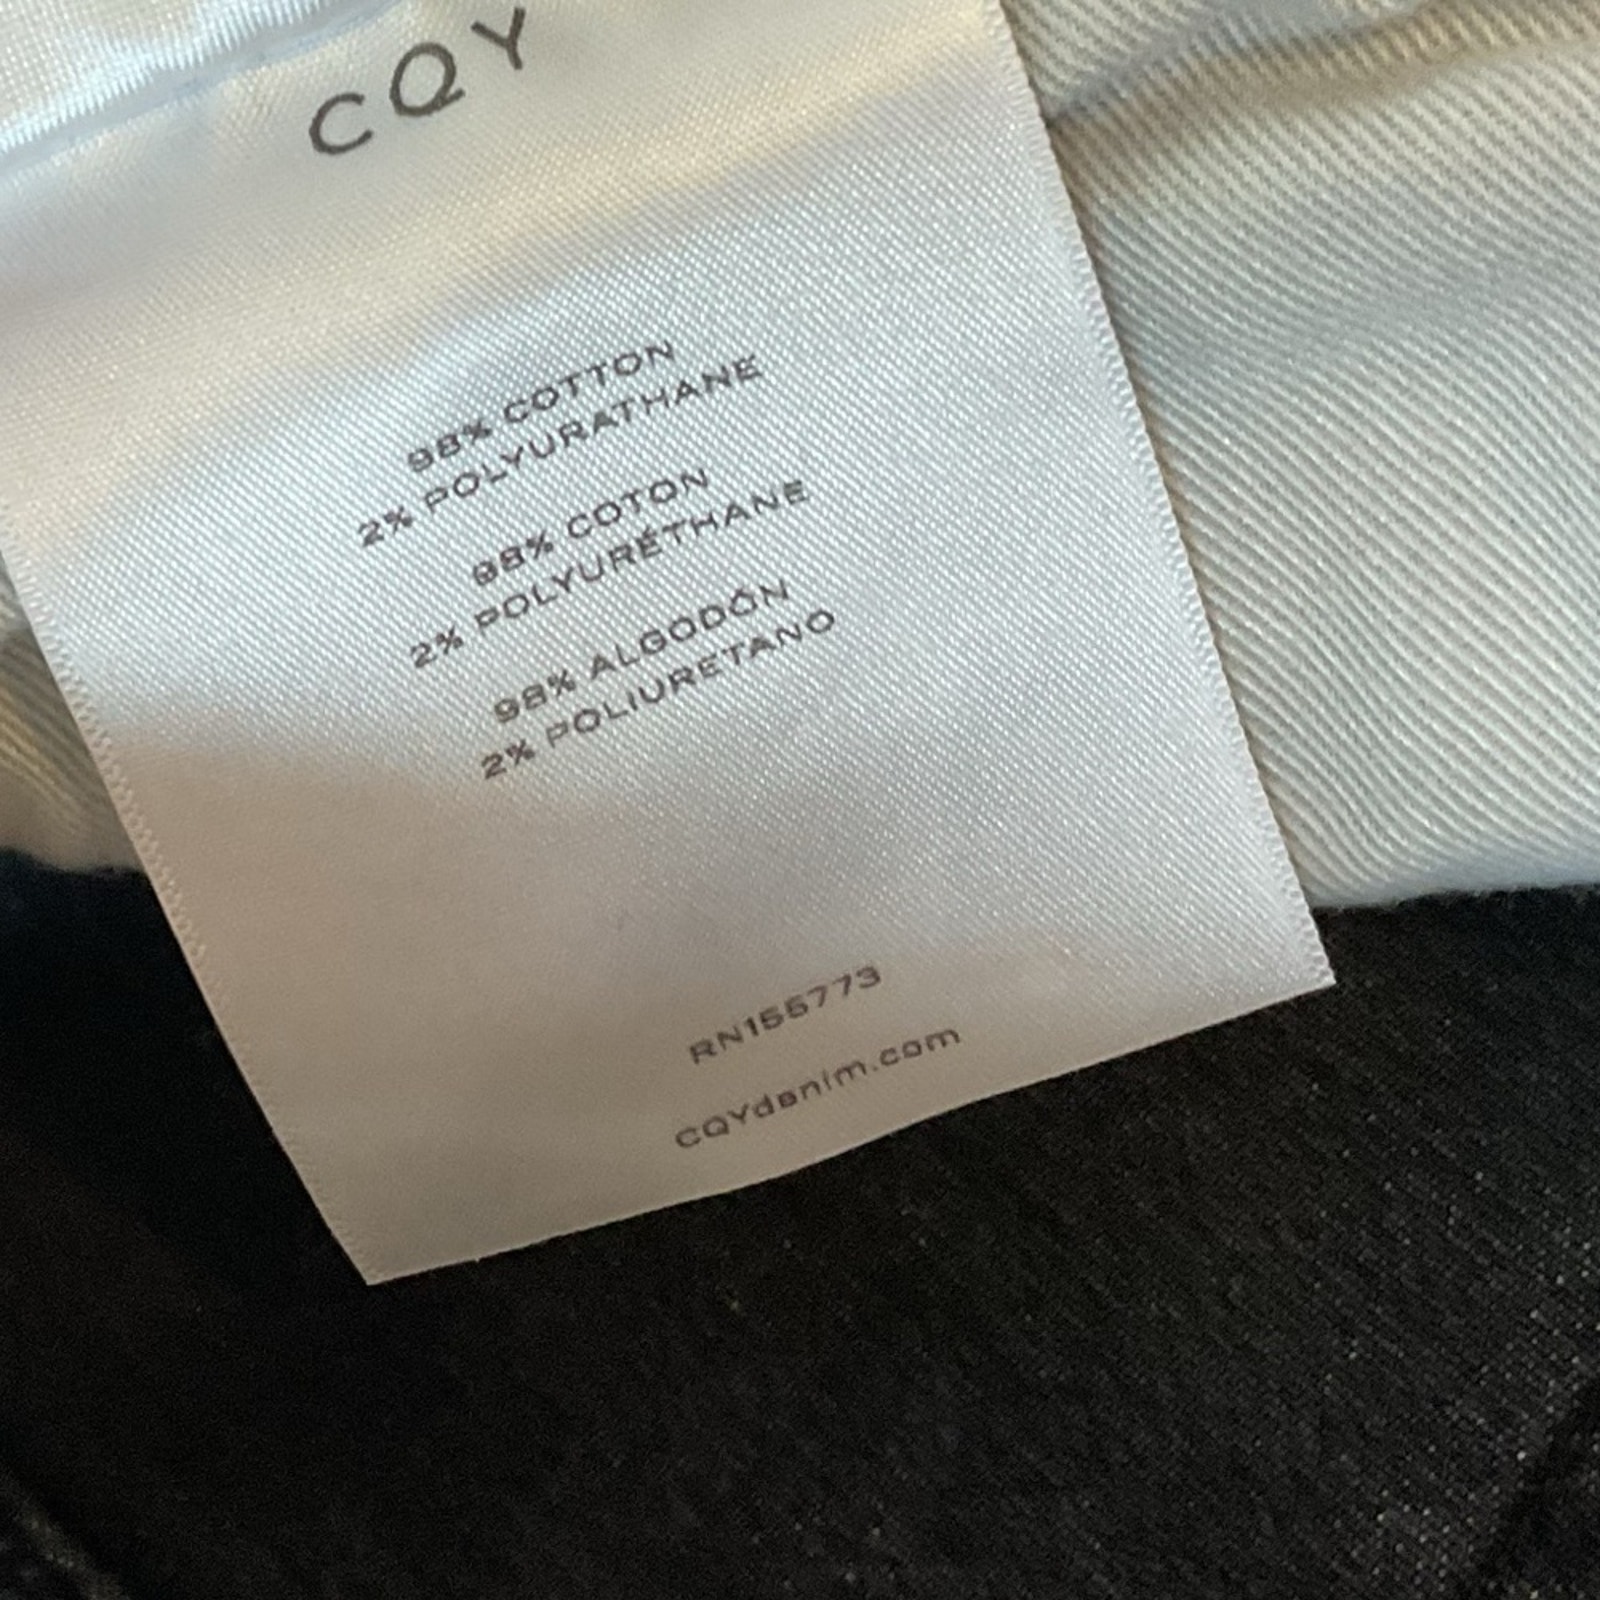 CQY
98% COTTON
2% POLYURATHANE
98% COTON
2% POLYURÉTHANE
98% ALGODÓN
2% POLIURETANO
RN155773
CQYdenim.com